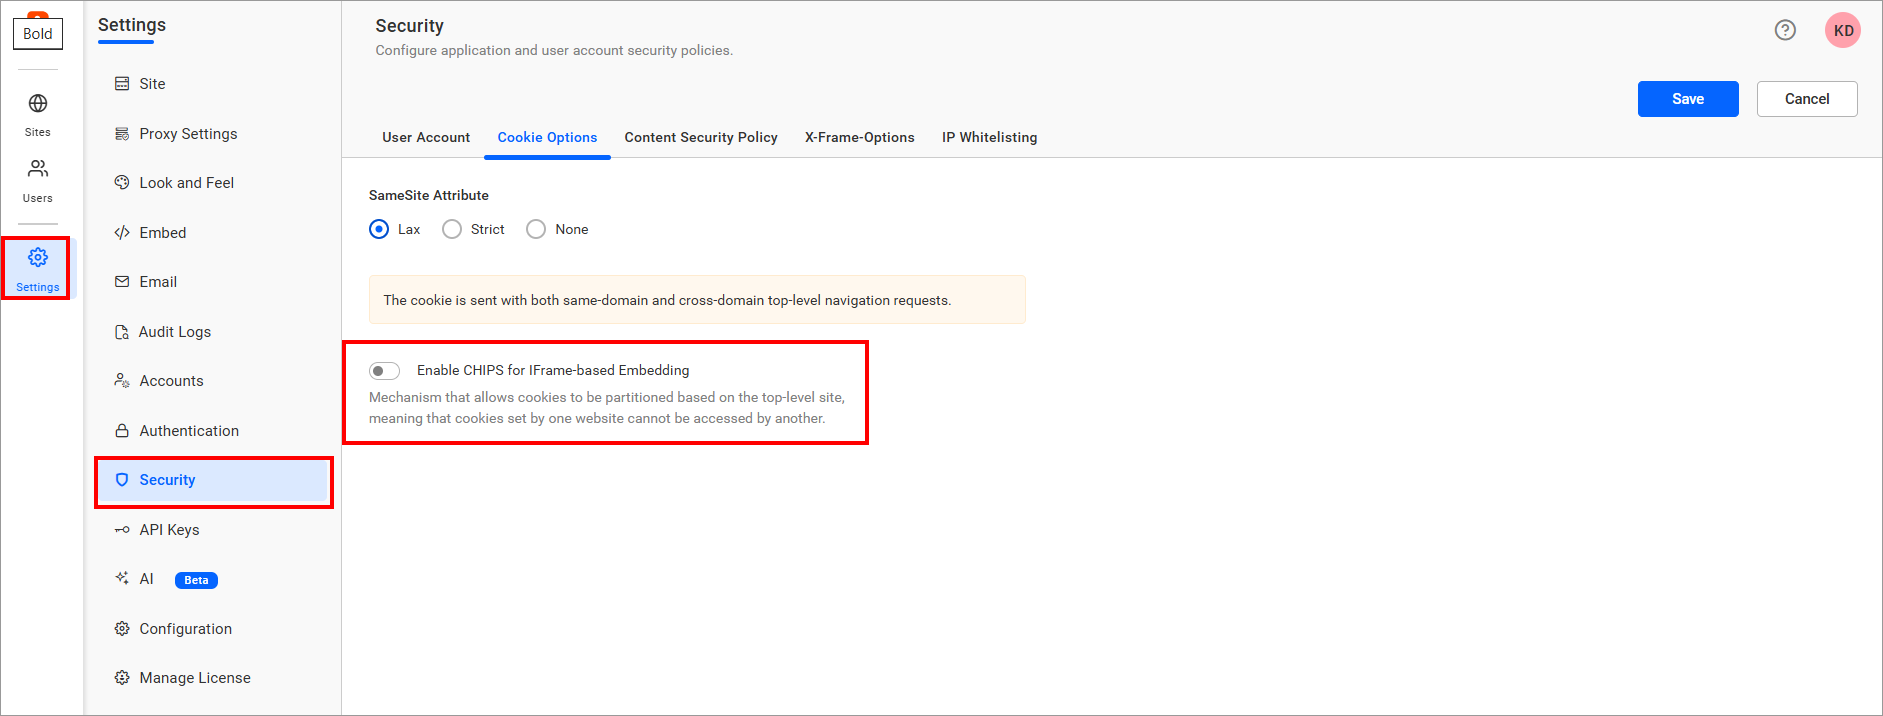 Bold
Sites
Users
Settings
Settings
Site
Proxy Settings
Look and Feel
Embed
Email
Audit Logs
Accounts
Authentication
Security
API Keys
AI Beta
Configuration
Manage License
Security
Configure application and user account security policies.
KD
Save Cancel
User Account Cookie Options Content Security Policy X-Frame-Options IP Whitelisting
SameSite Attribute
Lax Strict None
The cookie is sent with both same-domain and cross-domain top-level navigation requests.
Enable CHIPS for IFrame-based Embedding
Mechanism that allows cookies to be partitioned based on the top-level site,
meaning that cookies set by one website cannot be accessed by another.